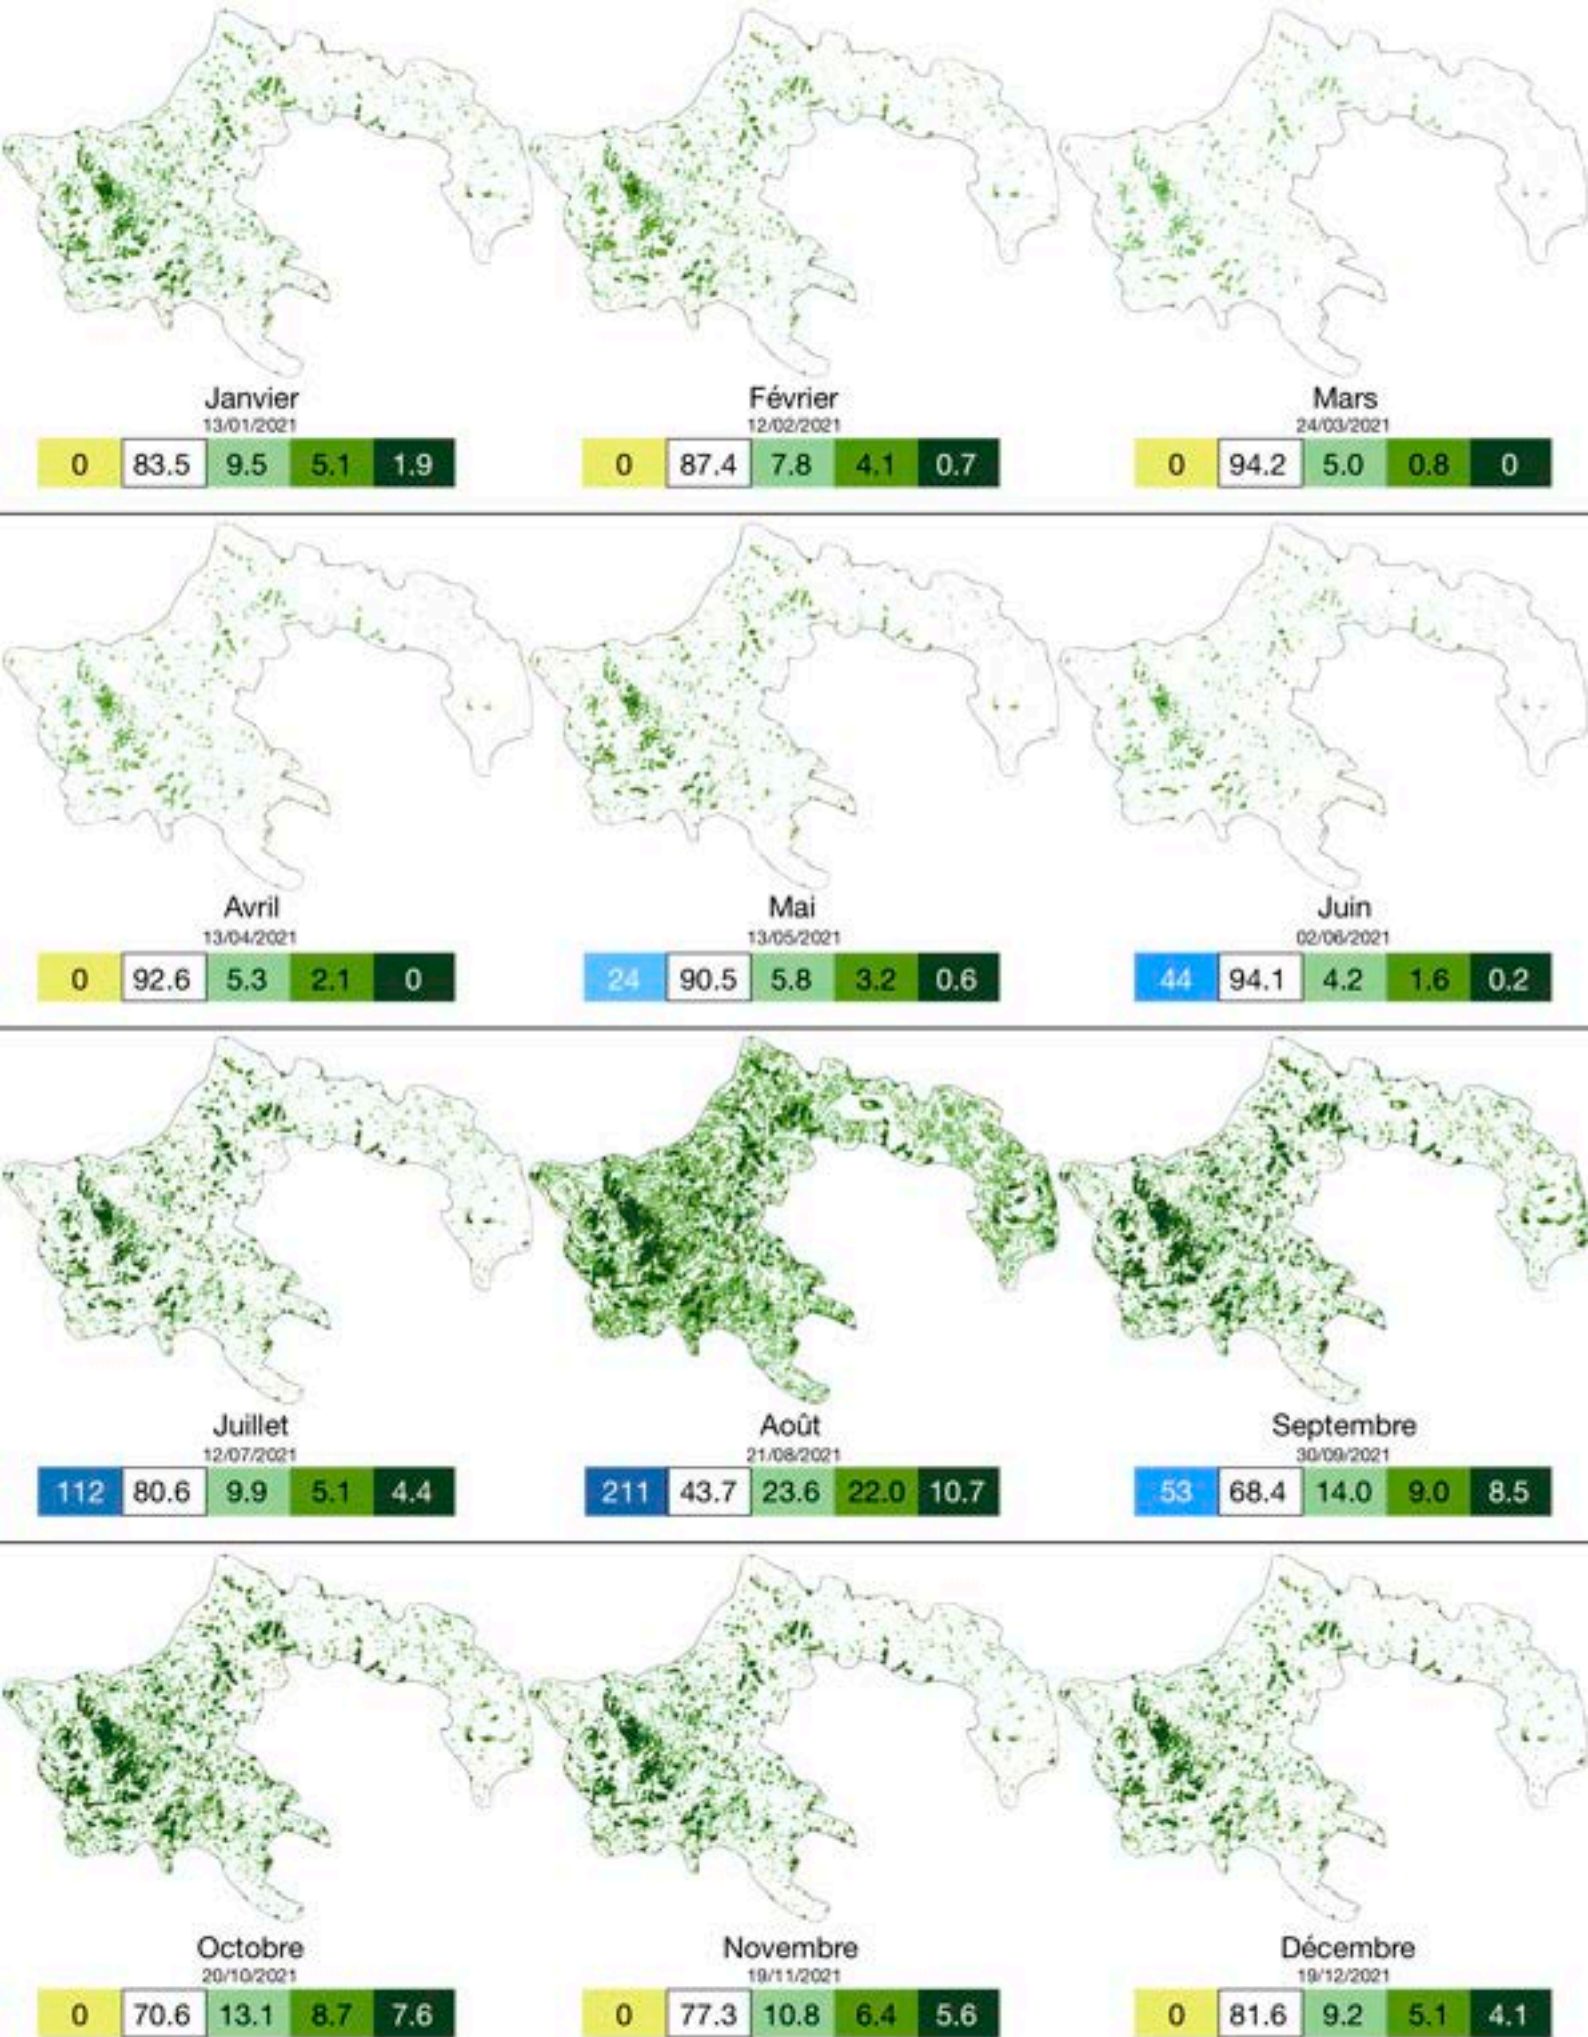 Janvier Février Mars
13/01/2021 12/02/2021 24/03/2021
0 83.5 9.5 5.1 1.9 0 87.4 7.8 4.1 0.7 0 94.2 5.0 0.8 0
Avril Mai Juin
13/04/2021 13/05/2021 02/06/2021
0 92.6 5.3 2.1 0 24 90.5 5.8 3.2 0.6 44 94.1 4.2 1.6 0.2
Juillet Août Septembre
12/07/2021 21/08/2021 30/09/2021
112 80.6 9.9 5.1 4.4 211 43.7 23.6 22.0 10.7 53 68.4 14.0 9.0 8.5
Octobre Novembre Décembre
20/10/2021 19/11/2021 19/12/2021
0 70.6 13.1 8.7 7.6 0 77.3 10.8 6.4 5.6 0 81.6 9.2 5.1 4.1